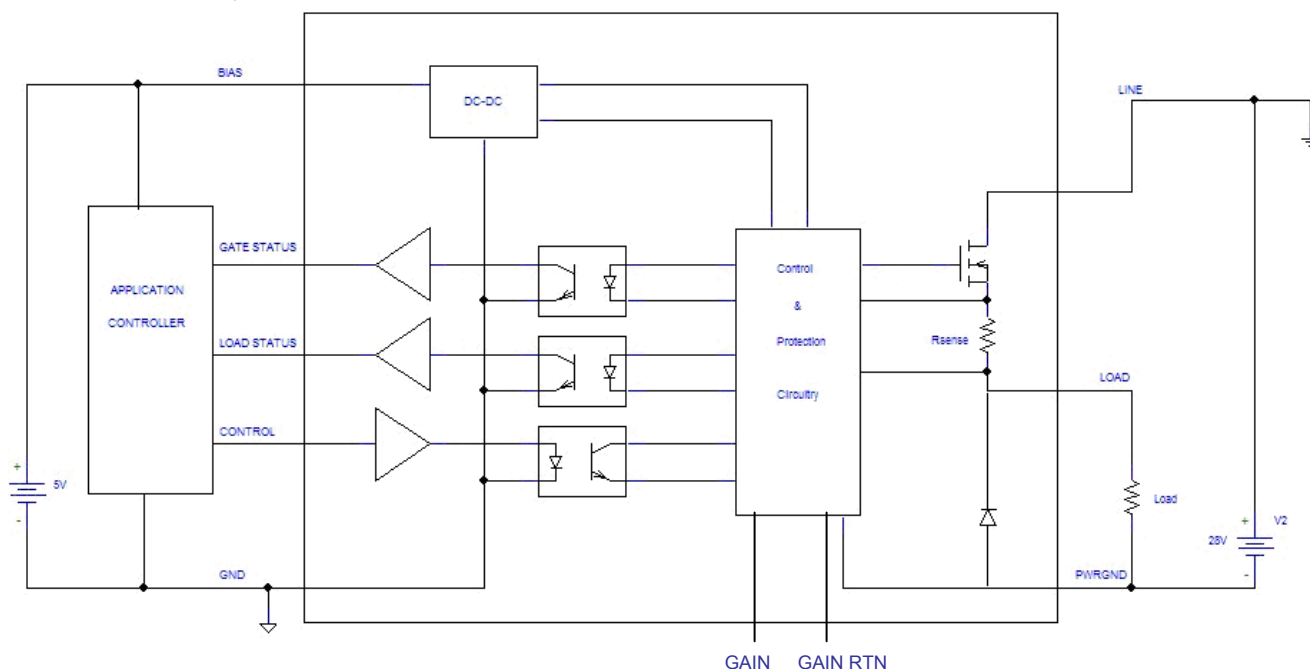 BIAS
DC-DC
LINE
GATE STATUS
APPLICATION
CONTROLLER
LOAD STATUS
CONTROL
Control
&
Protection
Circuitry
Rsense
LOAD
+
5V
-
Load
+
V2
28V
-
GND
PWRGND
GAIN
GAIN RTN